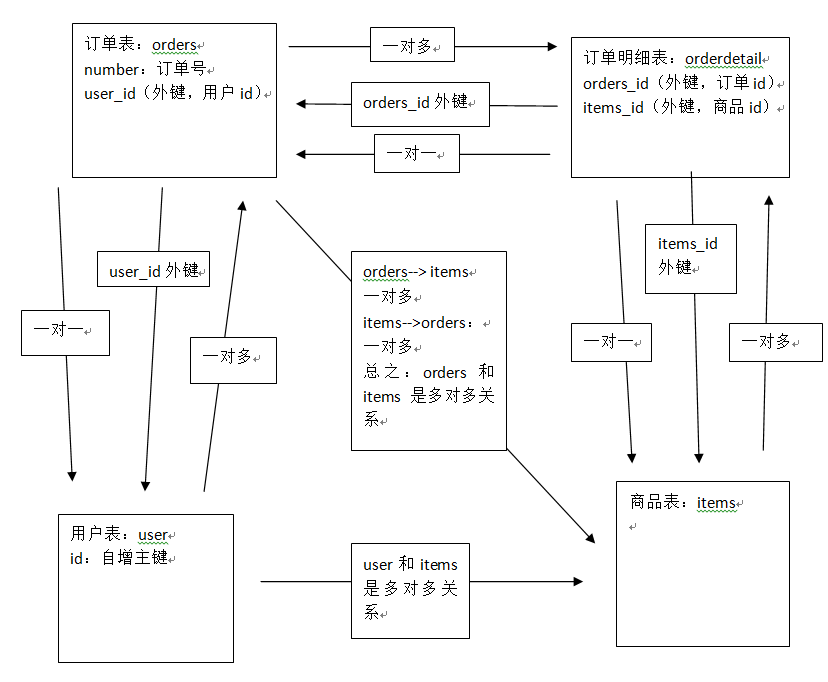 订单表：orders
number：订单号
user_id（外键，用户 id）
一对多
orders_id 外键
一对一
订单明细表：orderdetail
orders_id（外键，订单 id）
items_id（外键，商品 id）
user_id 外键
一对一
一对多
orders--> items
一对多
items-->orders：
一对多
总之：orders 和
items 是多对多关
系
items_id
外键
一对一
一对多
用户表：user
id：自增主键
user 和 items
是多对多关
系
商品表：items